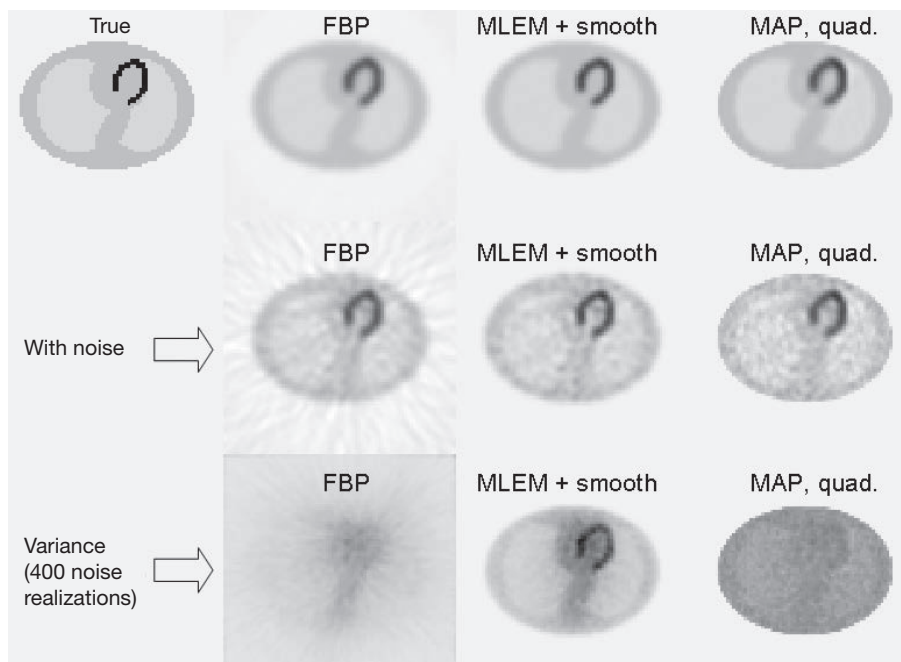 True
FBP
MLEM + smooth
MAP, quad.
FBP
MLEM + smooth
MAP, quad.
With noise
FBP
MLEM + smooth
MAP, quad.
Variance
(400 noise
realizations)